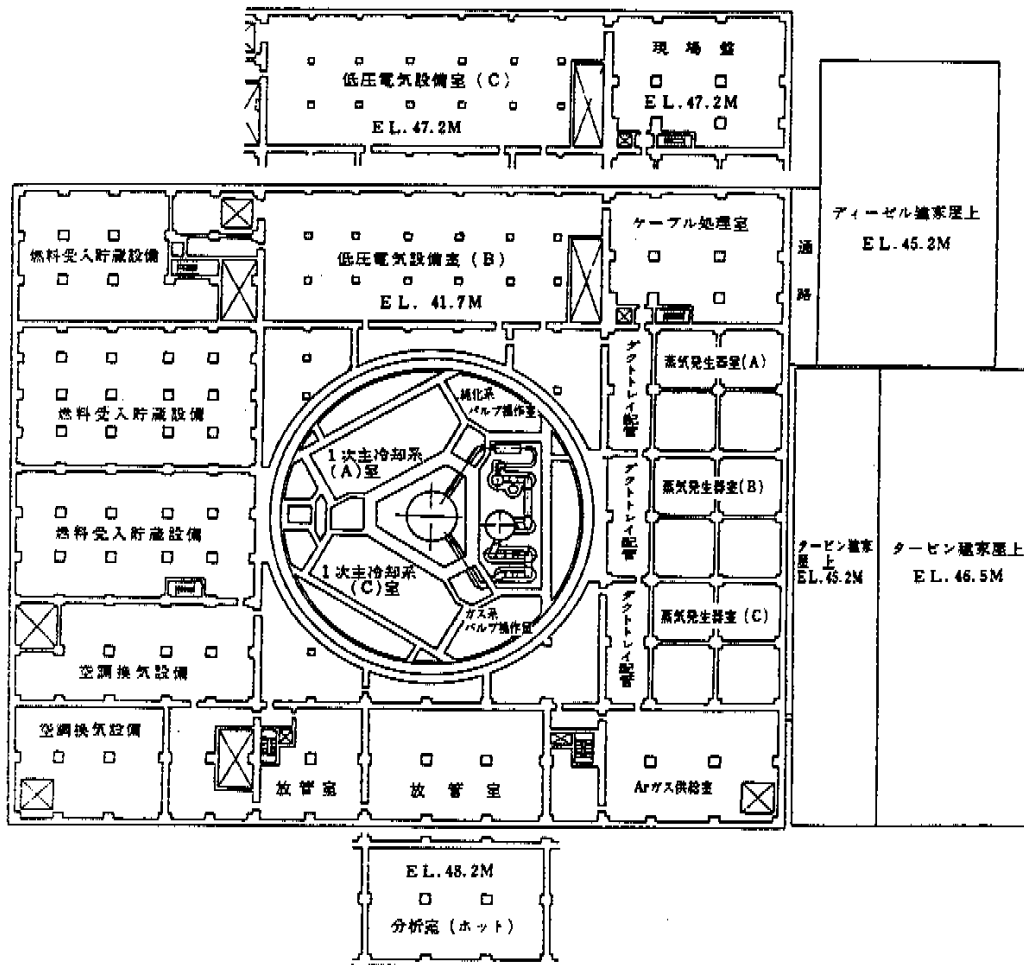 現場盤
EL.47.2M
低圧電気設備室(C)
EL.47.2M
ディーゼル建家屋上
EL.45.2M
通路
ケーブル処理室
低圧電気設備室(B)
EL. 41.7M
燃料受入貯蔵設備
ダクトトレイ配管
蒸気発生器室(A)
純化系
バルブ操作室
燃料受入貯蔵設備
1次主冷却系
(A)室
ダクトトレイ配管
蒸気発生器室(B)
燃料受入貯蔵設備
タービン建家
屋上
EL.45.2M
タービン建家屋上
EL.46.5M
1次主冷却系
(C)室
ガス系
バルブ操作室
ダクトトレイ配管
蒸気発生器室(C)
空調換気設備
空調換気設備
放管室
放管室
Arガス供給室
EL.48.2M
分析室(ホット)